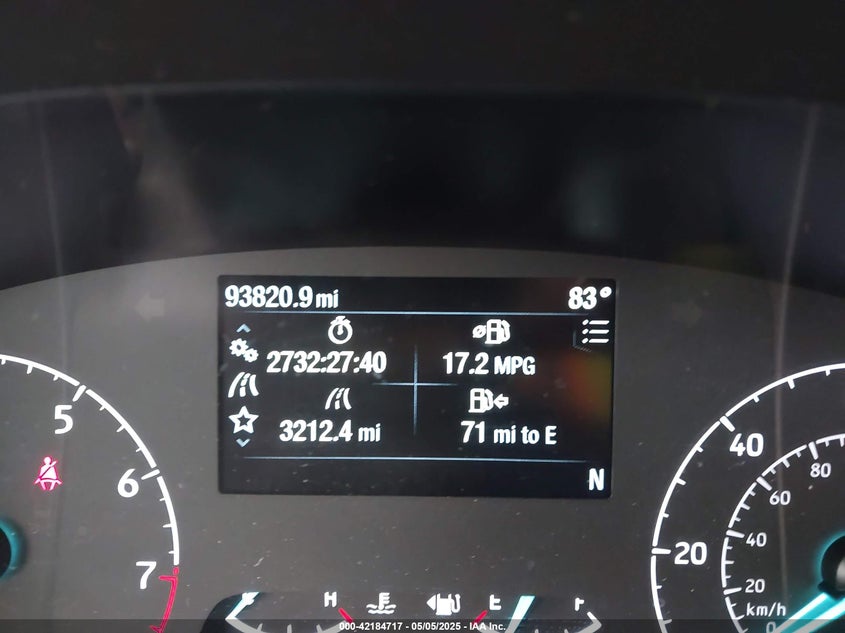 93820.9 mi 83°
2732:27:40 17.2 MPG
3212.4 mi 71 mi to E
N
5
6
7
40
20
80
60
40
20
km/h
0
H E F
000-42184717 - 05/05/2025 - IAA Inc.